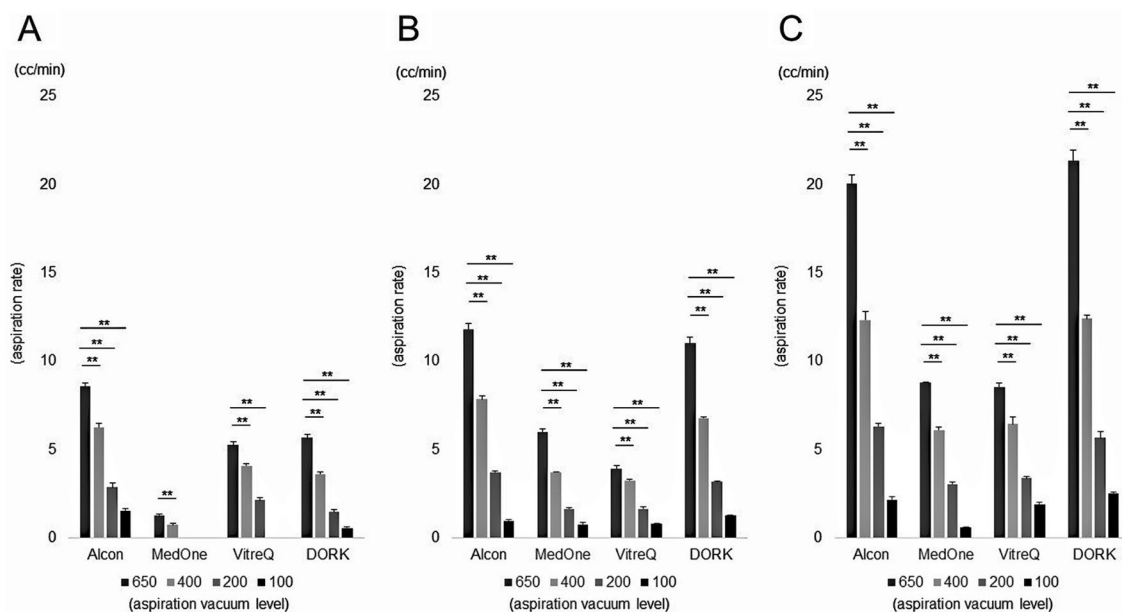 A
(cc/min)
25
20
15
10
5
0
(aspiration rate)
**
**
**
**
**
**
**
**
**
Alcon MedOne VitreQ DORK
650 400 200 100
(aspiration vacuum level)
B
(cc/min)
25
20
15
10
5
0
(aspiration rate)
**
**
**
**
**
**
**
**
**
**
**
**
Alcon MedOne VitreQ DORK
650 400 200 100
(aspiration vacuum level)
C
(cc/min)
25
20
15
10
5
0
(aspiration rate)
**
**
**
**
**
**
**
**
**
**
**
**
Alcon MedOne VitreQ DORK
650 400 200 100
(aspiration vacuum level)